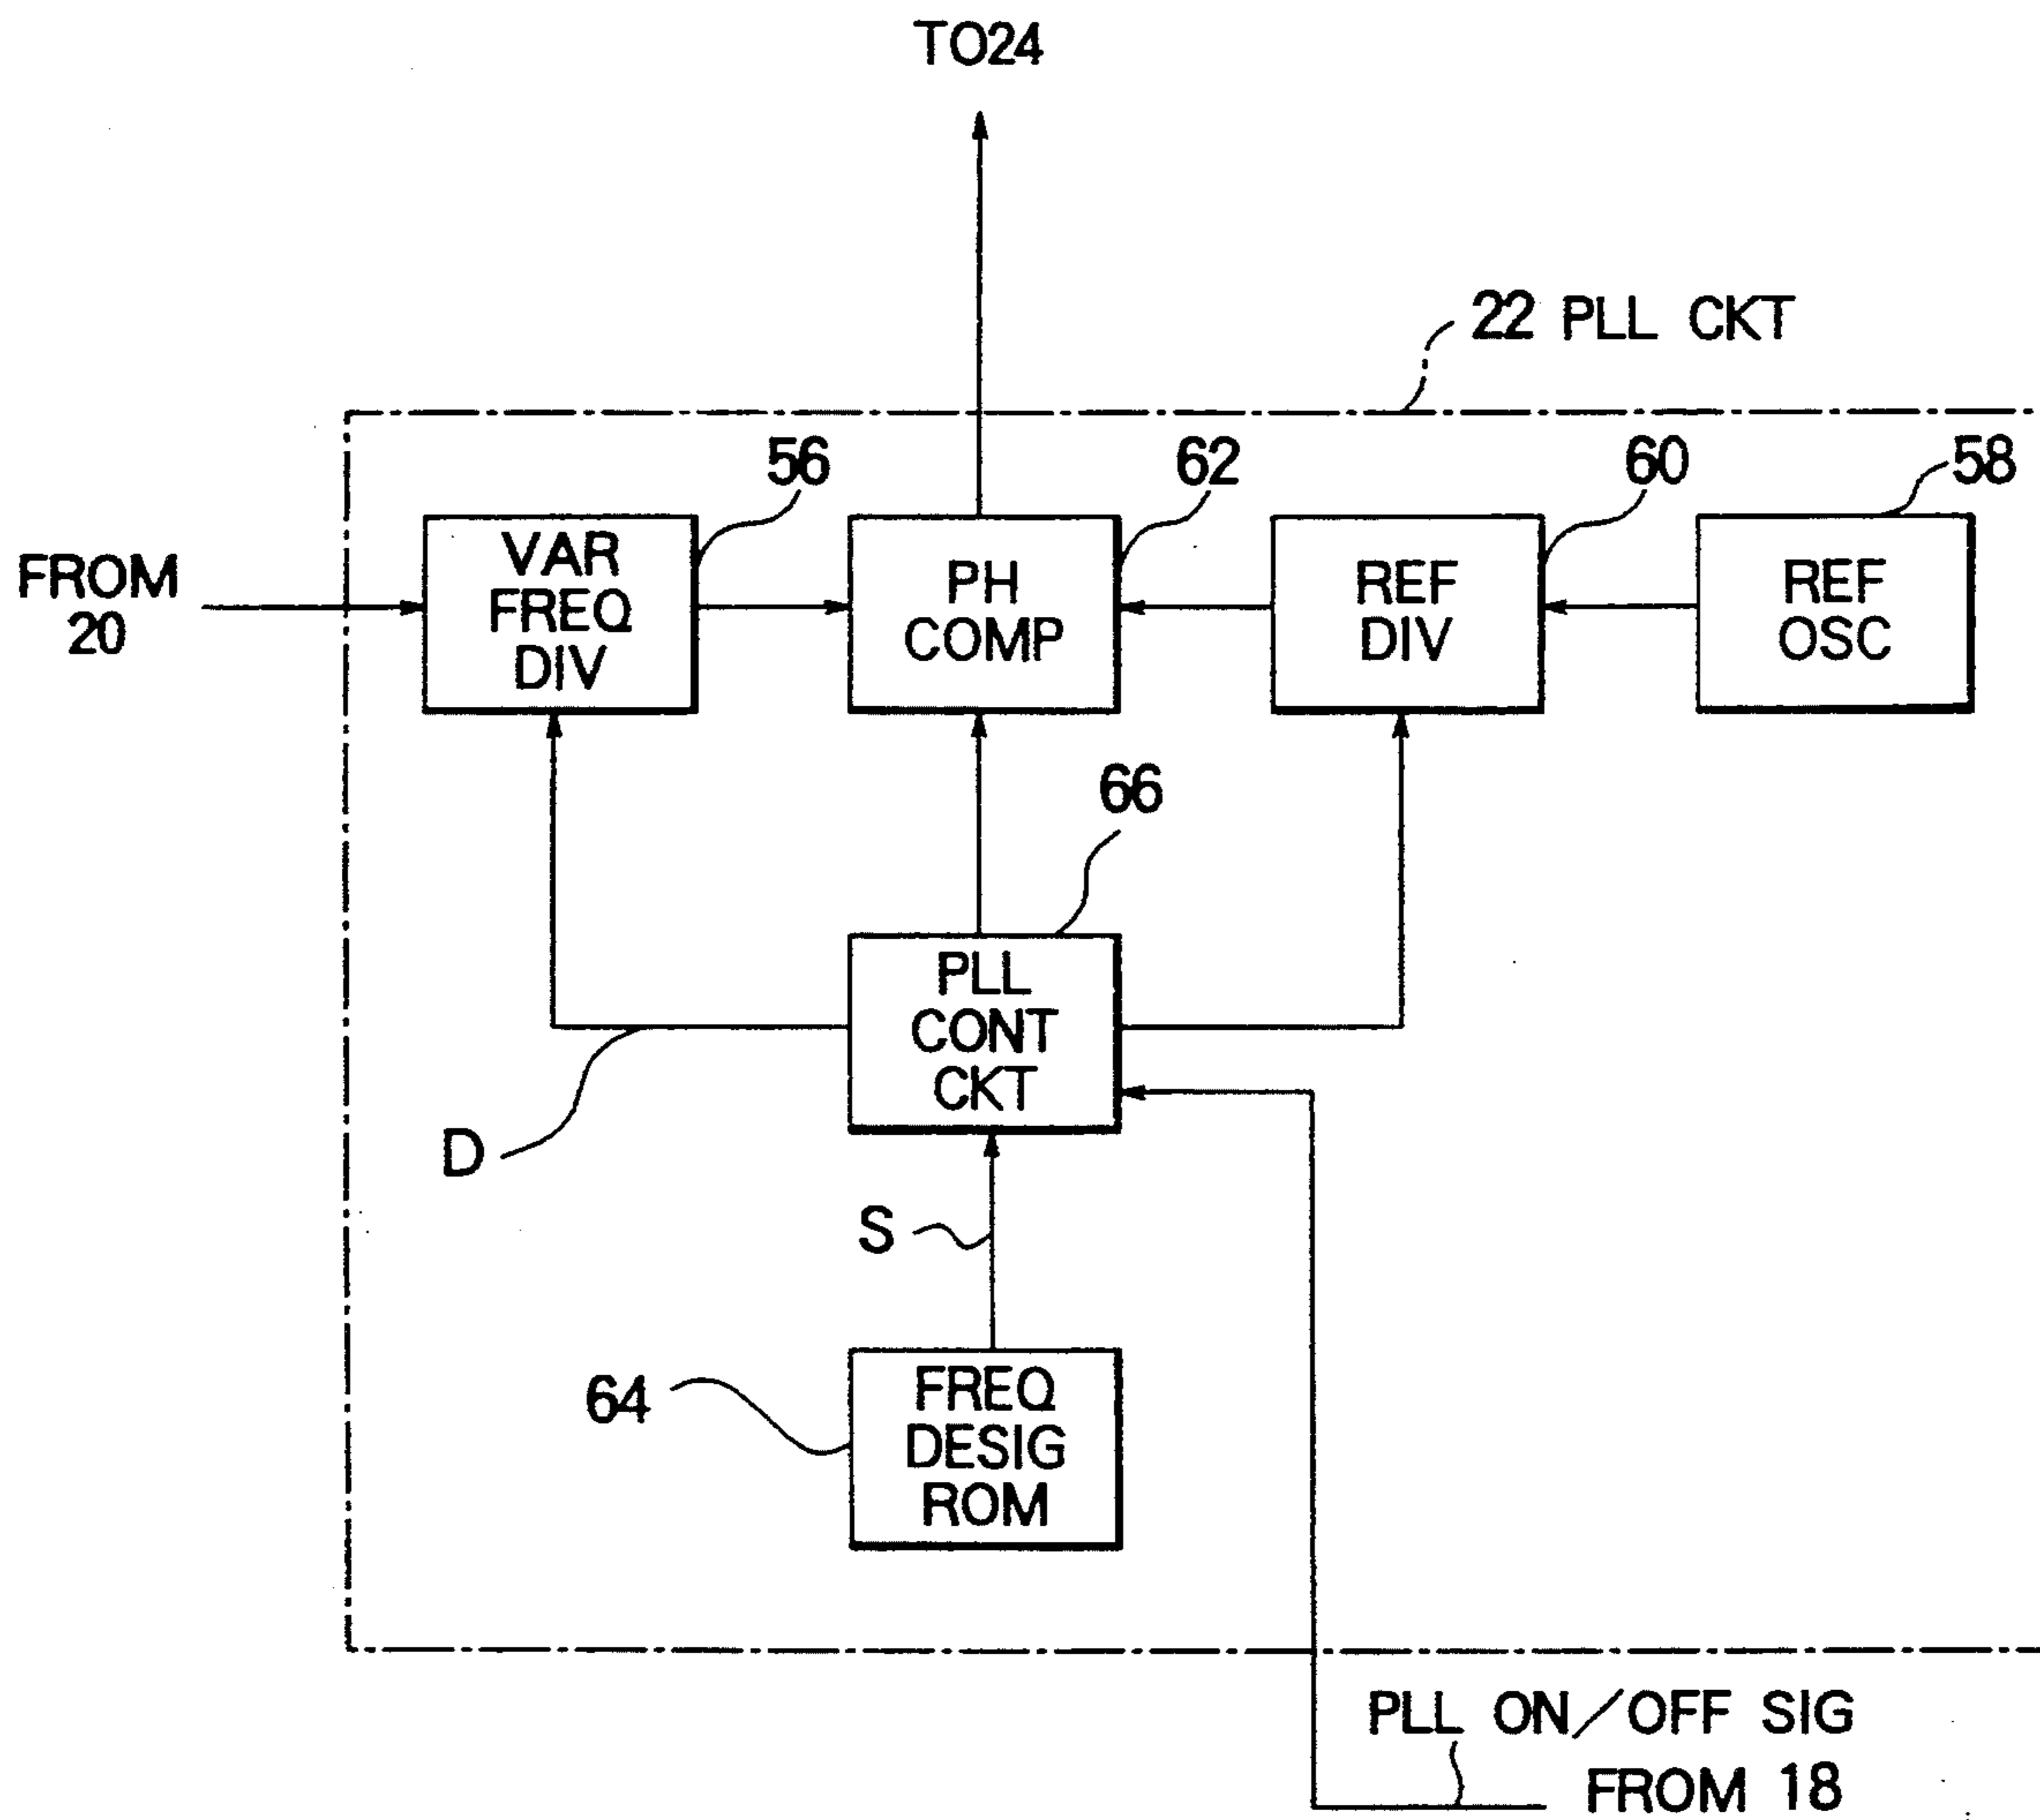 TO24
22 PLL CKT
56
62
60
58
FROM
20
VAR
FREQ
DIV
PH
COMP
REF
DIV
REF
OSC
66
PLL
CONT
CKT
D
S
64
FREQ
DESIG
ROM
PLL ON/OFF SIG
FROM 18